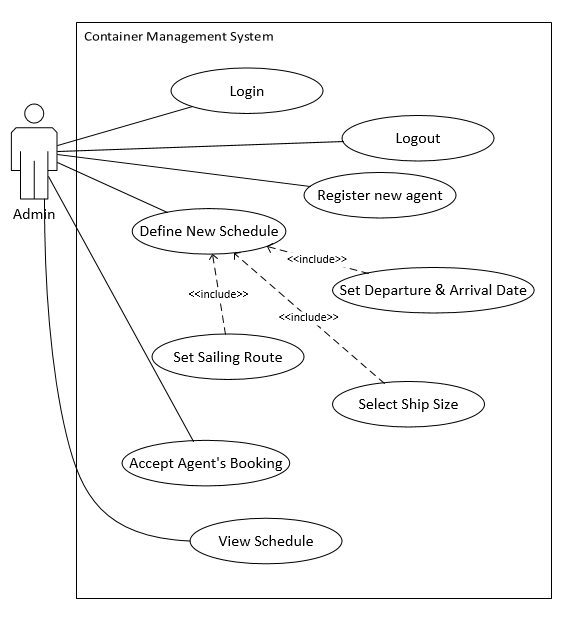 Container Management System
Login
Logout
Register new agent
Admin
Define New Schedule
<<include>>
Set Departure & Arrival Date
<<include>>
<<include>>
Set Sailing Route
Select Ship Size
Accept Agent's Booking
View Schedule